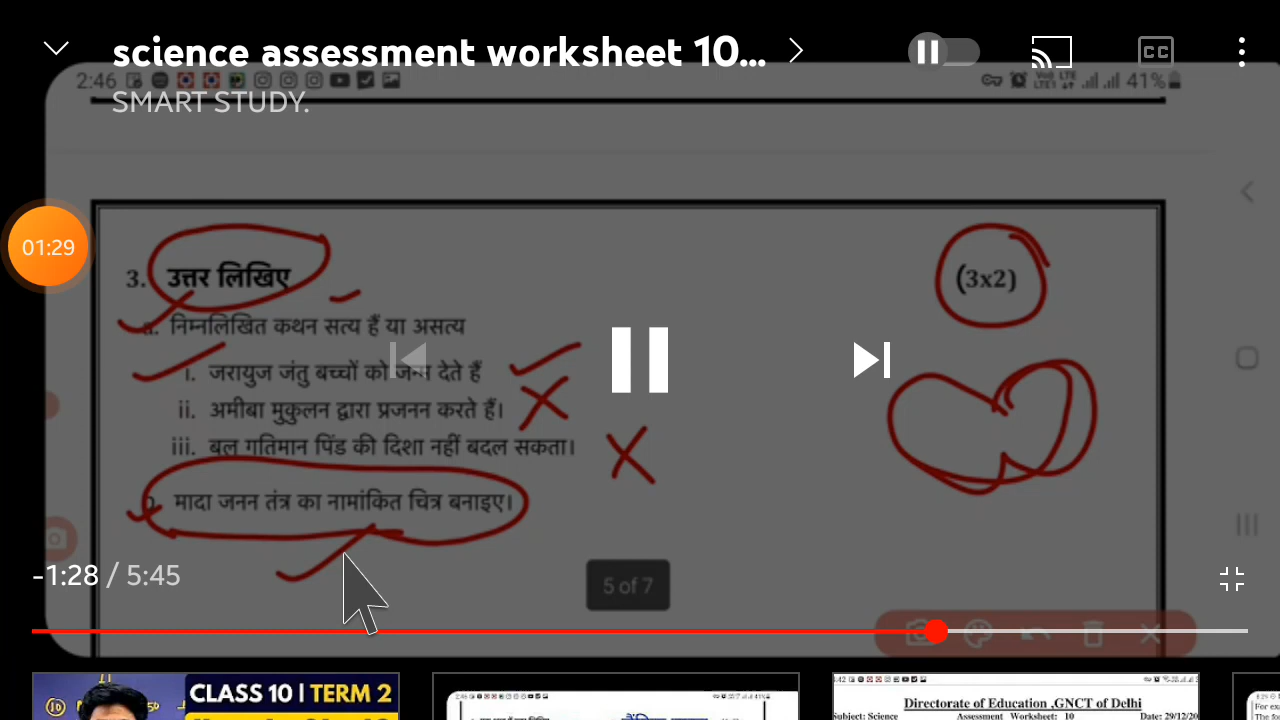 science assessment worksheet 10...
CC
2:46
41%
SMART STUDY.
01:29
3. उत्तर लिखिए (3x2)
a. निम्नलिखित कथन सत्य हैं या असत्य
i. जरायुज जंतु बच्चों को जन्म देते हैं
ii. अमीबा मुकुलन द्वारा प्रजनन करते हैं।
iii. बल गतिमान पिंड की दिशा नहीं बदल सकता।
b. मादा जनन तंत्र का नामांकित चित्र बनाइए।
-1:28 / 5:45
5 of 7
CLASS 10 | TERM 2
Directorate of Education ,GNCT of Delhi
Subject: Science Assessment Worksheet: 10 Date: 29/12/20